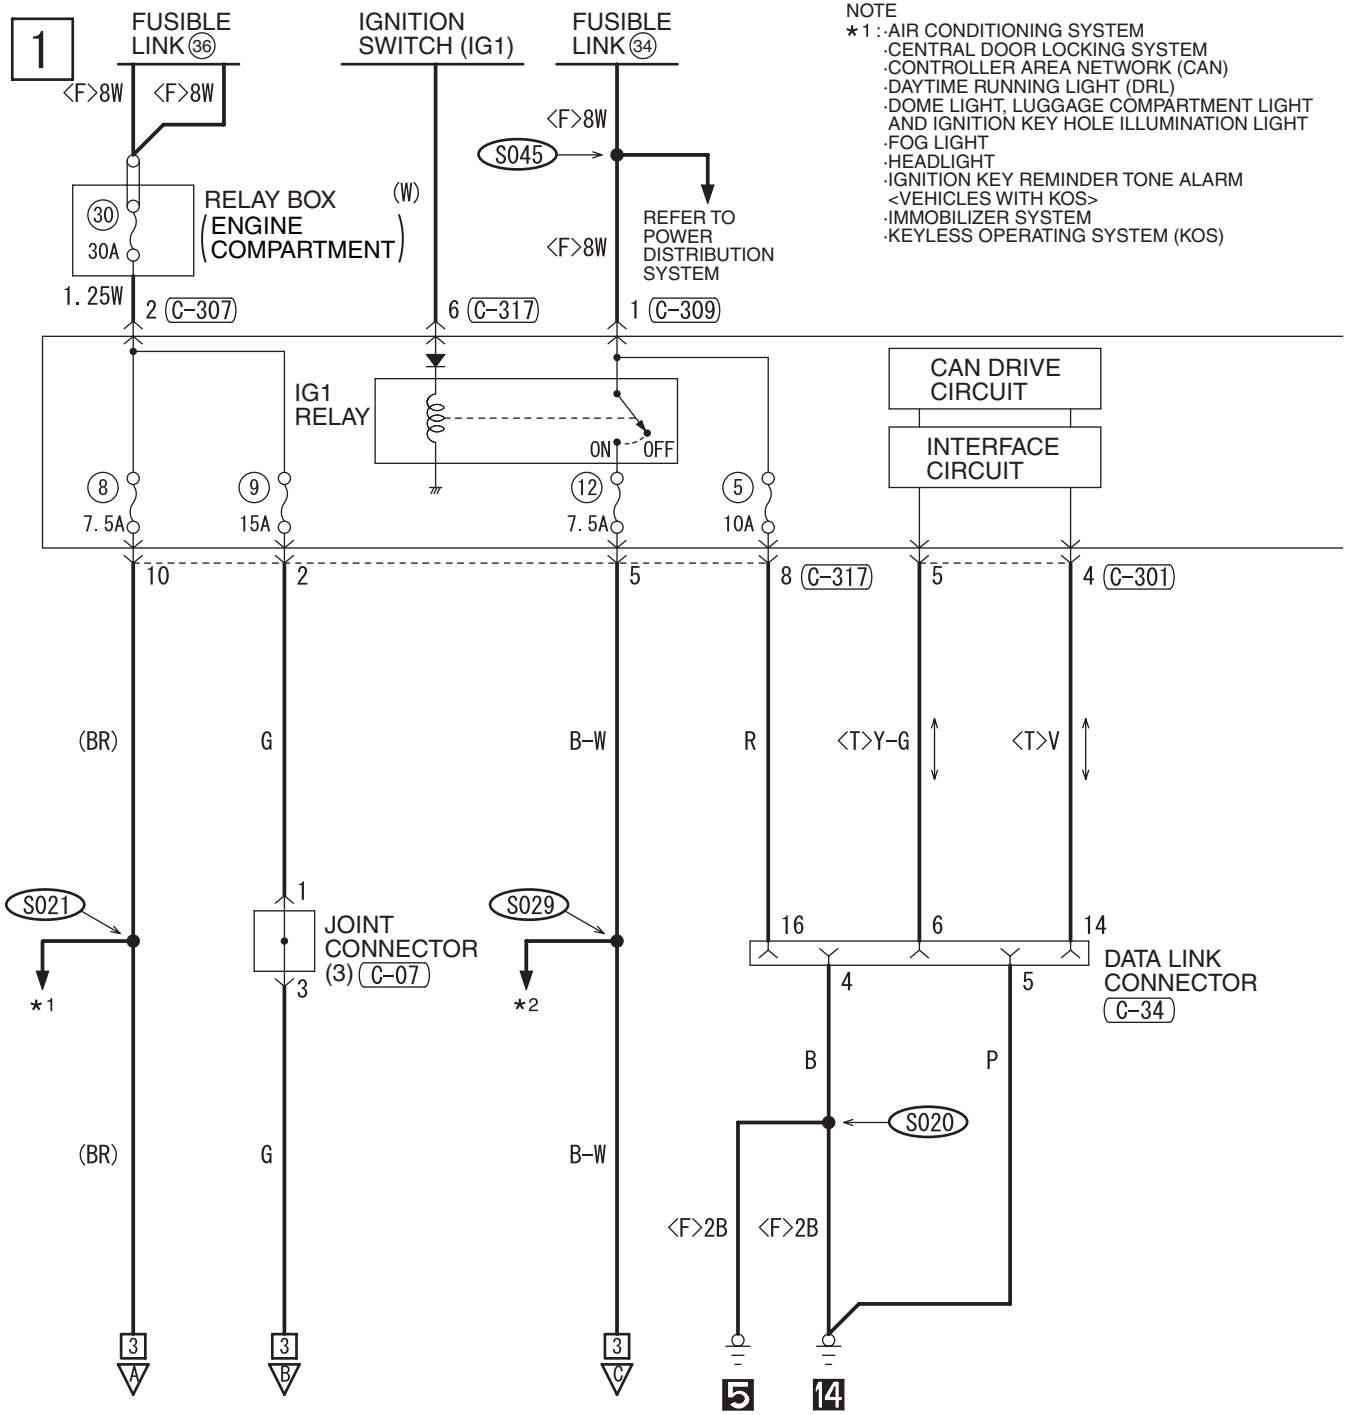 1
FUSIBLE
LINK 36
IGNITION
SWITCH (IG1)
FUSIBLE
LINK 34
NOTE
*1 : ·AIR CONDITIONING SYSTEM
·CENTRAL DOOR LOCKING SYSTEM
·CONTROLLER AREA NETWORK (CAN)
·DAYTIME RUNNING LIGHT (DRL)
·DOME LIGHT, LUGGAGE COMPARTMENT LIGHT
AND IGNITION KEY HOLE ILLUMINATION LIGHT
·FOG LIGHT
·HEADLIGHT
·IGNITION KEY REMINDER TONE ALARM
<VEHICLES WITH KOS>
·IMMOBILIZER SYSTEM
·KEYLESS OPERATING SYSTEM (KOS)
<F>8W <F>8W
<F>8W
S045
30
30A
RELAY BOX
(ENGINE
COMPARTMENT)
(W)
<F>8W
REFER TO
POWER
DISTRIBUTION
SYSTEM
1.25W
2 C-307
6 C-317
1 C-309
IG1
RELAY
ON OFF
CAN DRIVE
CIRCUIT
INTERFACE
CIRCUIT
8 9 12 5
7.5A 15A 7.5A 10A
10 2 5 8 C-317 5 4 C-301
(BR) G B-W R <T>Y-G <T>V
S021
1
S029
JOINT
CONNECTOR
(3) C-07
3
*1
*2
16 6 14
4 5
DATA LINK
CONNECTOR
C-34
B P
S020
(BR) G B-W
<F>2B <F>2B
3 3 3
A B C
5 14